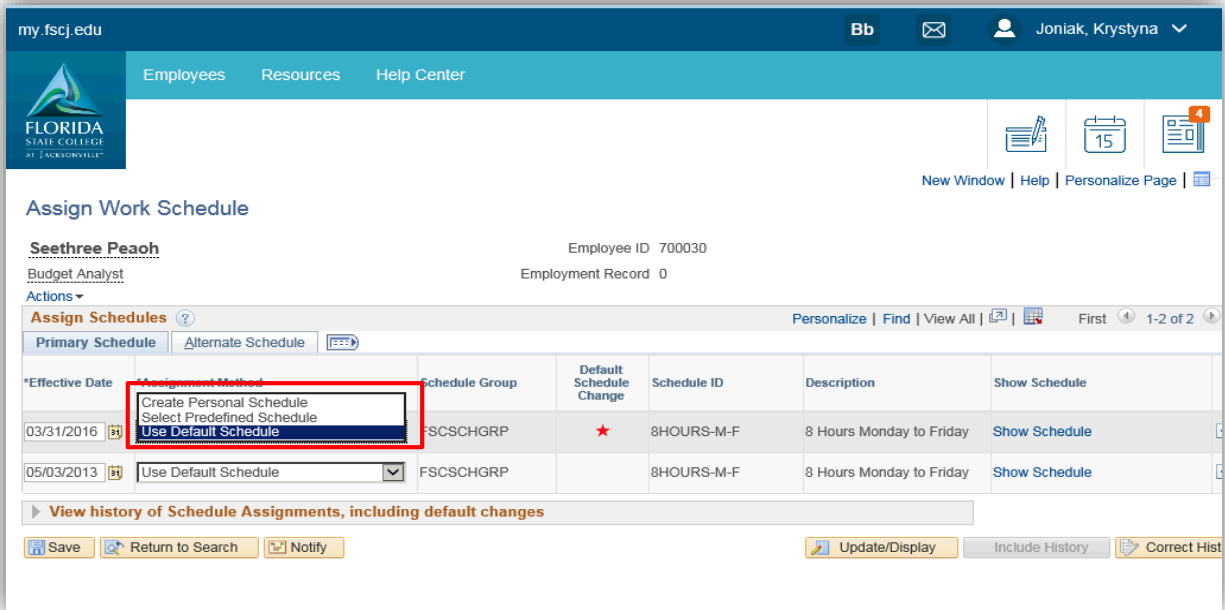 my.fscj.edu Bb Joniak, Krystyna
Employees Resources Help Center
FLORIDA
STATE COLLEGE
AT JACKSONVILLE
15
4
New Window | Help | Personalize Page |
Assign Work Schedule
Seethree Peaoh Employee ID 700030
Budget Analyst Employment Record 0
Actions
Assign Schedules ? Personalize | Find | View All | First 1-2 of 2
Primary Schedule Alternate Schedule
*Effective Date *Assignment Method Schedule Group Default Schedule Change Schedule ID Description Show Schedule
Create Personal Schedule
Select Predefined Schedule
03/31/2016 31 Use Default Schedule FSCSCHGRP 8HOURS-M-F 8 Hours Monday to Friday Show Schedule
05/03/2013 31 Use Default Schedule FSCSCHGRP 8HOURS-M-F 8 Hours Monday to Friday Show Schedule
View history of Schedule Assignments, including default changes
Save Return to Search Notify Update/Display Include History Correct Hist